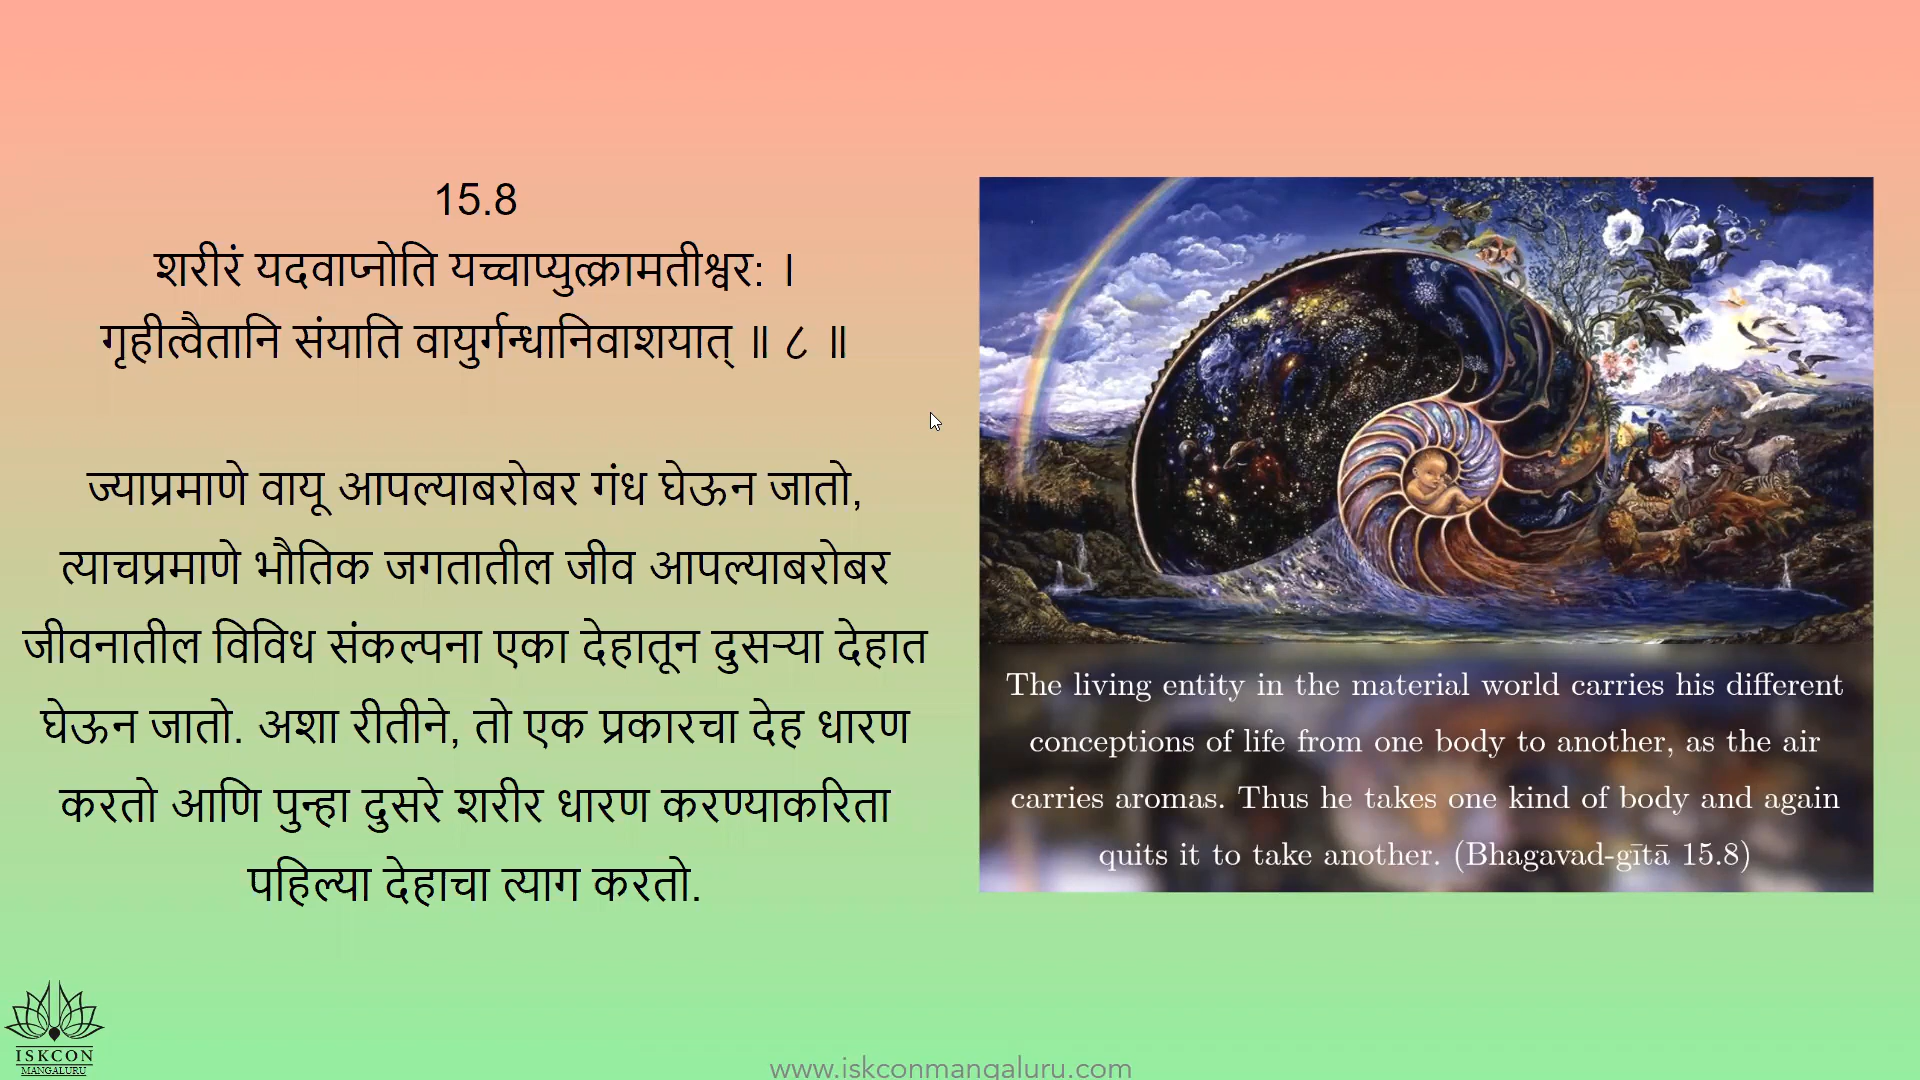 15.8
शरीरं यदवाप्नोति यच्चाप्युत्क्रामतीश्वर: ।
गृहीत्वैतानि संयाति वायुर्गन्धानिवाशयात् ॥ ८ ॥
ज्याप्रमाणे वायू आपल्याबरोबर गंध घेऊन जातो,
त्याचप्रमाणे भौतिक जगतातील जीव आपल्याबरोबर
जीवनातील विविध संकल्पना एका देहातून दुसऱ्या देहात
घेऊन जातो. अशा रीतीने, तो एक प्रकारचा देह धारण
करतो आणि पुन्हा दुसरे शरीर धारण करण्याकरिता
पहिल्या देहाचा त्याग करतो.
The living entity in the material world carries his different
conceptions of life from one body to another, as the air
carries aromas. Thus he takes one kind of body and again
quits it to take another. (Bhagavad-gītā 15.8)
ISKCON
MANGALURU
www.iskconmangaluru.com